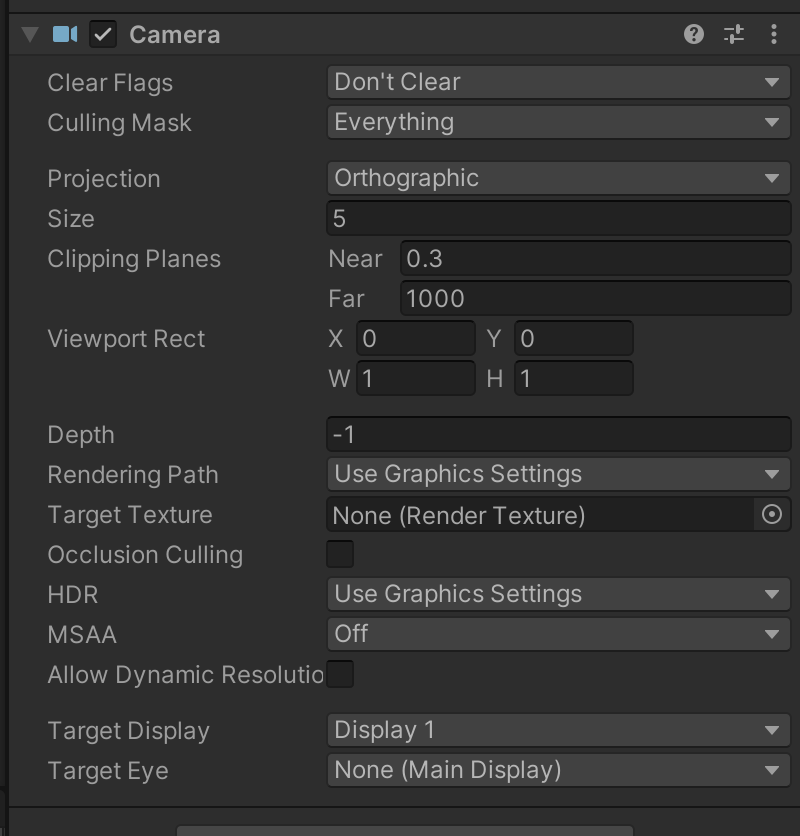 Camera
Clear Flags Don't Clear
Culling Mask Everything
Projection Orthographic
Size 5
Clipping Planes Near 0.3
Far 1000
Viewport Rect X 0 Y 0
W 1 H 1
Depth -1
Rendering Path Use Graphics Settings
Target Texture None (Render Texture)
Occlusion Culling
HDR Use Graphics Settings
MSAA Off
Allow Dynamic Resolutio
Target Display Display 1
Target Eye None (Main Display)